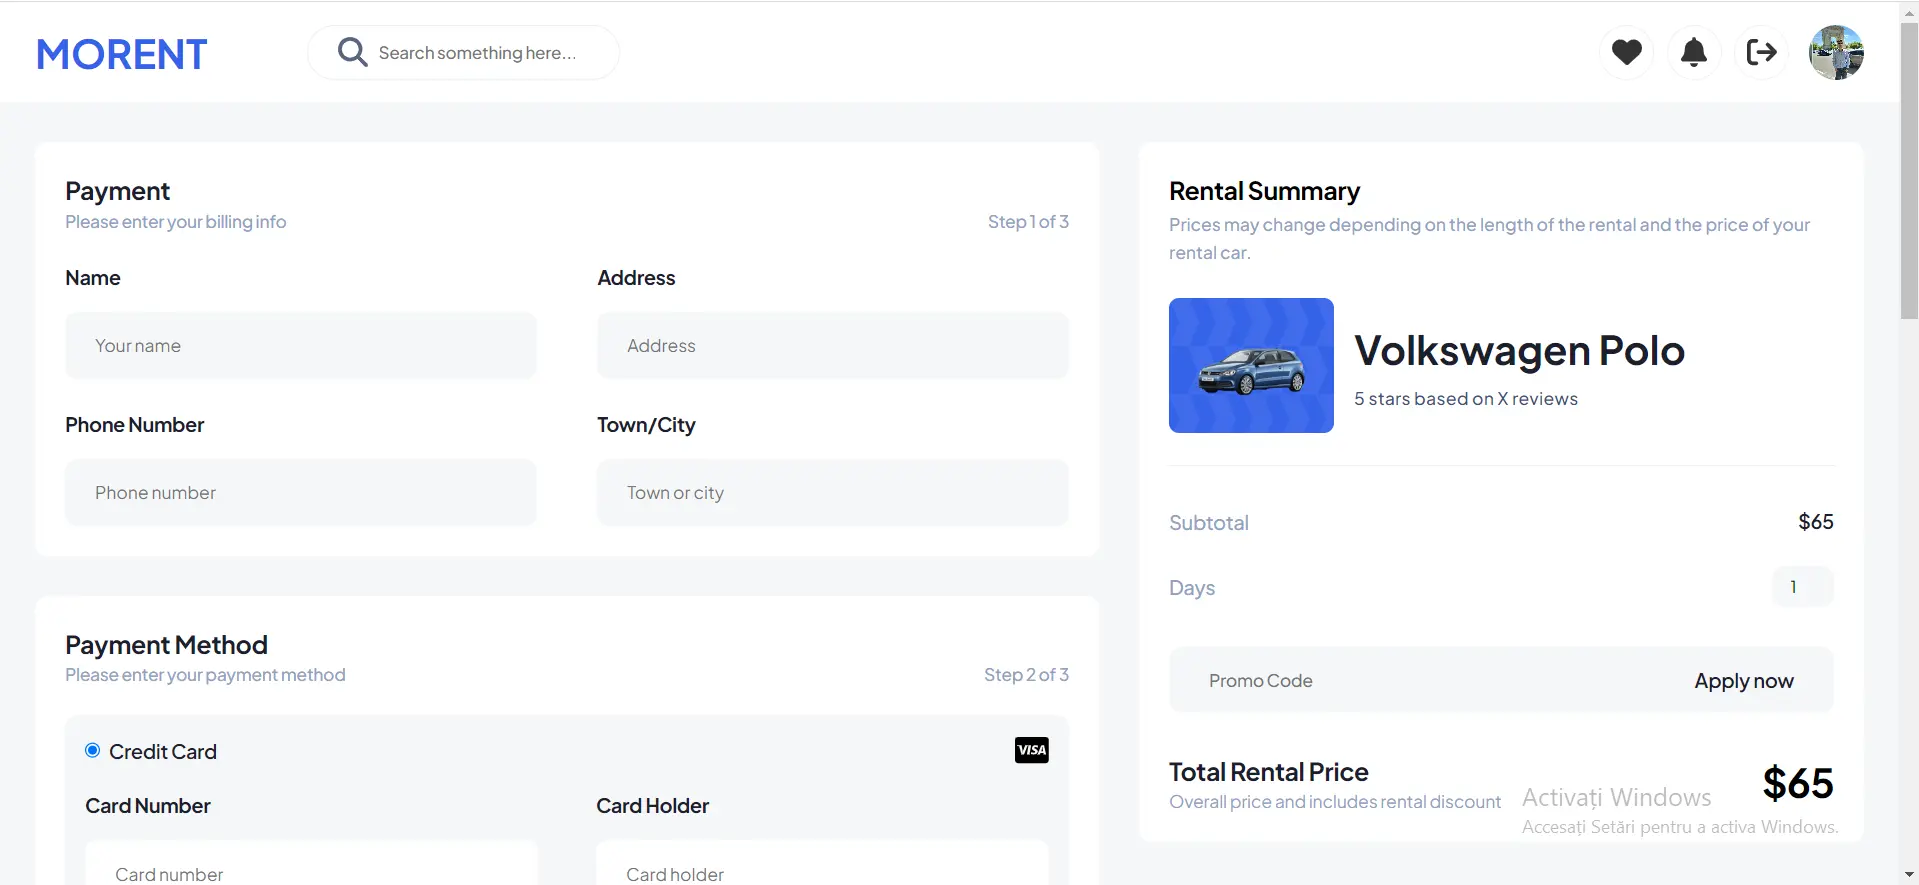 MORENT
Search something here...
Payment
Please enter your billing info
Step 1 of 3
Name
Address
Your name
Address
Phone Number
Town/City
Phone number
Town or city
Payment Method
Please enter your payment method
Step 2 of 3
Credit Card
VISA
Card Number
Card Holder
Card number
Card holder
Rental Summary
Prices may change depending on the length of the rental and the price of your
rental car.
Volkswagen Polo
5 stars based on X reviews
Subtotal
$65
Days
1
Promo Code
Apply now
Total Rental Price
$65
Overall price and includes rental discount
Activați Windows
Accesați Setări pentru a activa Windows.